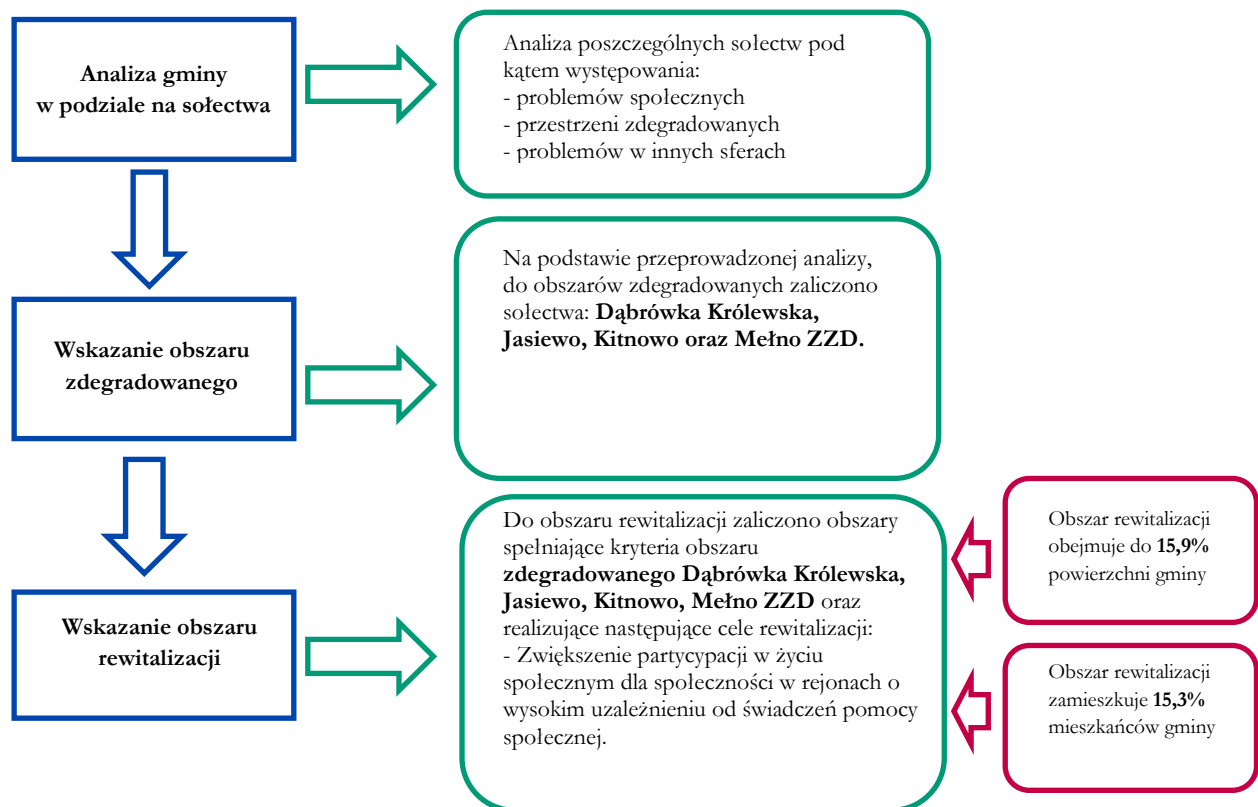 Analiza gminy
w podziale na sołectwa
Analiza poszczególnych sołectw pod
kątem występowania:
- problemów społecznych
- przestrzeni zdegradowanych
- problemów w innych sferach
Wskazanie obszaru
zdegradowanego
Na podstawie przeprowadzonej analizy,
do obszarów zdegradowanych zaliczono
sołectwa: Dąbrówka Królewska,
Jasiewo, Kitnowo oraz Mełno ZZD.
Wskazanie obszaru
rewitalizacji
Do obszaru rewitalizacji zaliczono obszary
spełniające kryteria obszaru
zdegradowanego Dąbrówka Królewska,
Jasiewo, Kitnowo, Mełno ZZD oraz
realizujące następujące cele rewitalizacji:
- Zwiększenie partycypacji w życiu
społecznym dla społeczności w rejonach o
wysokim uzależnieniu od świadczeń pomocy
społecznej.
Obszar rewitalizacji
obejmuje do 15,9%
powierzchni gminy
Obszar rewitalizacji
zamieszkuje 15,3%
mieszkańców gminy